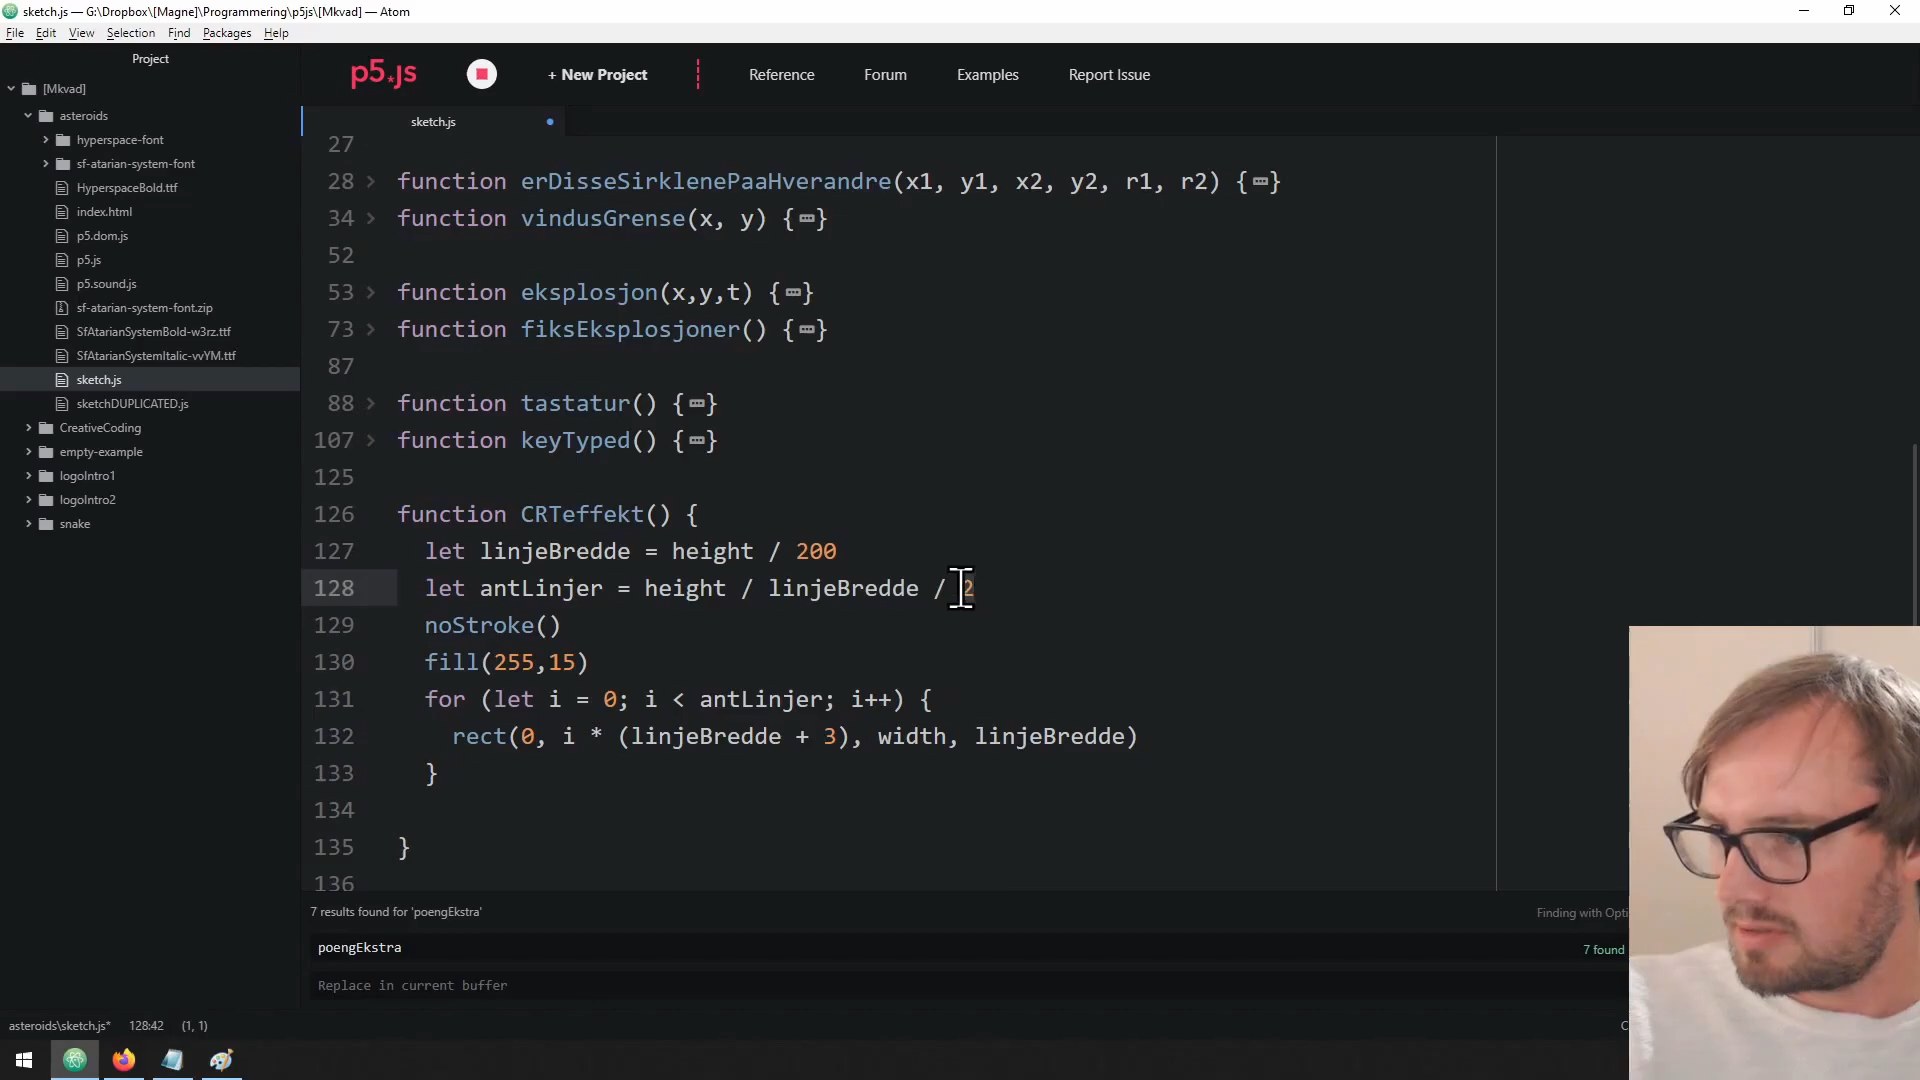 sketch.js — G:\Dropbox\[Magne]\Programmering\p5js\[Mkvad] — Atom
File Edit View Selection Find Packages Help
Project
[Mkvad]
asteroids
hyperspace-font
sf-atarian-system-font
HyperspaceBold.ttf
index.html
p5.dom.js
p5.js
p5.sound.js
sf-atarian-system-font.zip
SfAtarianSystemBold-w3rz.ttf
SfAtarianSystemItalic-vvYM.ttf
sketch.js
sketchDUPLICATED.js
CreativeCoding
empty-example
logoIntro1
logoIntro2
snake
p5.js + New Project Reference Forum Examples Report Issue
sketch.js
27
28 function erDisseSirklenePaaHverandre(x1, y1, x2, y2, r1, r2) {…}
34 function vindusGrense(x, y) {…}
52
53 function eksplosjon(x,y,t) {…}
73 function fiksEksplosjoner() {…}
87
88 function tastatur() {…}
107 function keyTyped() {…}
125
126 function CRTeffekt() {
127 let linjeBredde = height / 200
128 let antLinjer = height / linjeBredde / 2
129 noStroke()
130 fill(255,15)
131 for (let i = 0; i < antLinjer; i++) {
132 rect(0, i * (linjeBredde + 3), width, linjeBredde)
133 }
134
135 }
136
7 results found for 'poengEkstra' Finding with Opti
poengEkstra 7 found
Replace in current buffer
asteroids\sketch.js* 128:42 (1, 1)